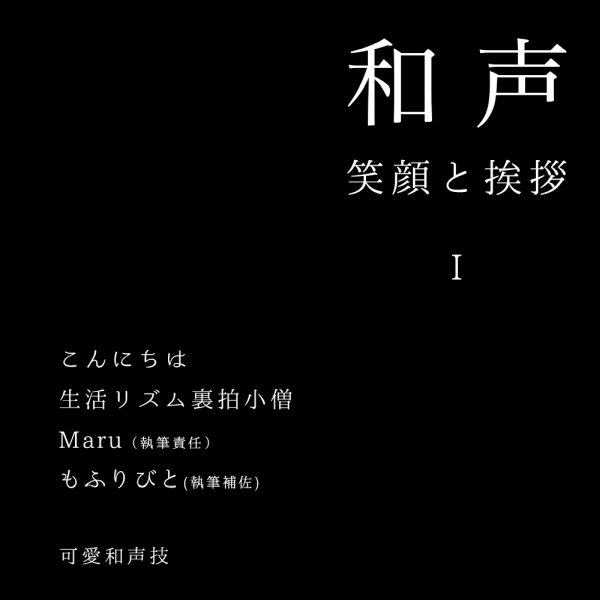 和声
笑顔と挨拶
I
こんにちは
生活リズム裏拍小僧
Maru（執筆責任）
もふりびと(執筆補佐)
可愛和声技